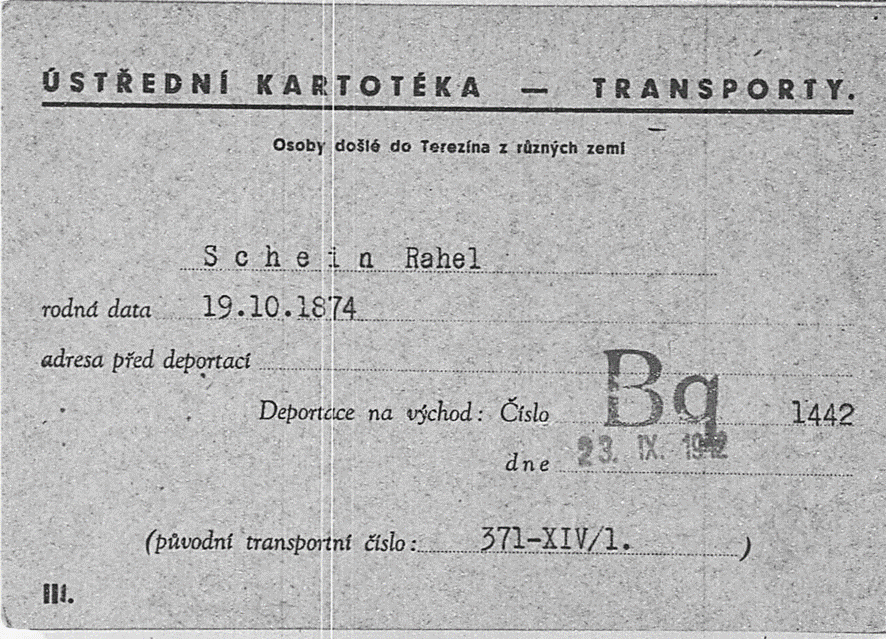 ÚSTŘEDNÍ KARTOTÉKA — TRANSPORTY.
Osoby došlé do Terezína z různých zemí
Schein Rahel
rodná data 19.10.1874
adresa před deportací
Deportace na východ: Číslo Bq 1442
dne 23. IX. 1942
(původní transportní číslo: 371-XIV/1. )
III.